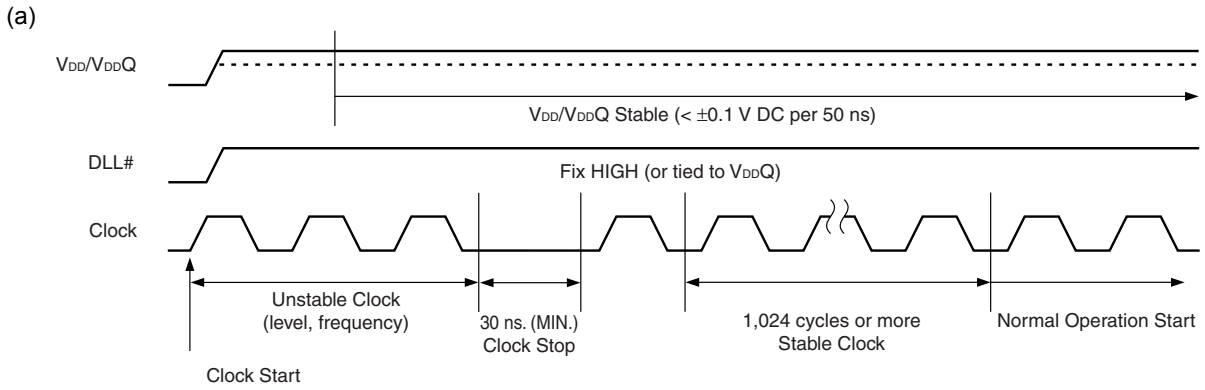 (a)
VDD/VDDQ
VDD/VDDQ Stable (< ±0.1 V DC per 50 ns)
DLL#
Fix HIGH (or tied to VDDQ)
Clock
Unstable Clock
(level, frequency)
30 ns. (MIN.)
Clock Stop
1,024 cycles or more
Stable Clock
Normal Operation Start
Clock Start